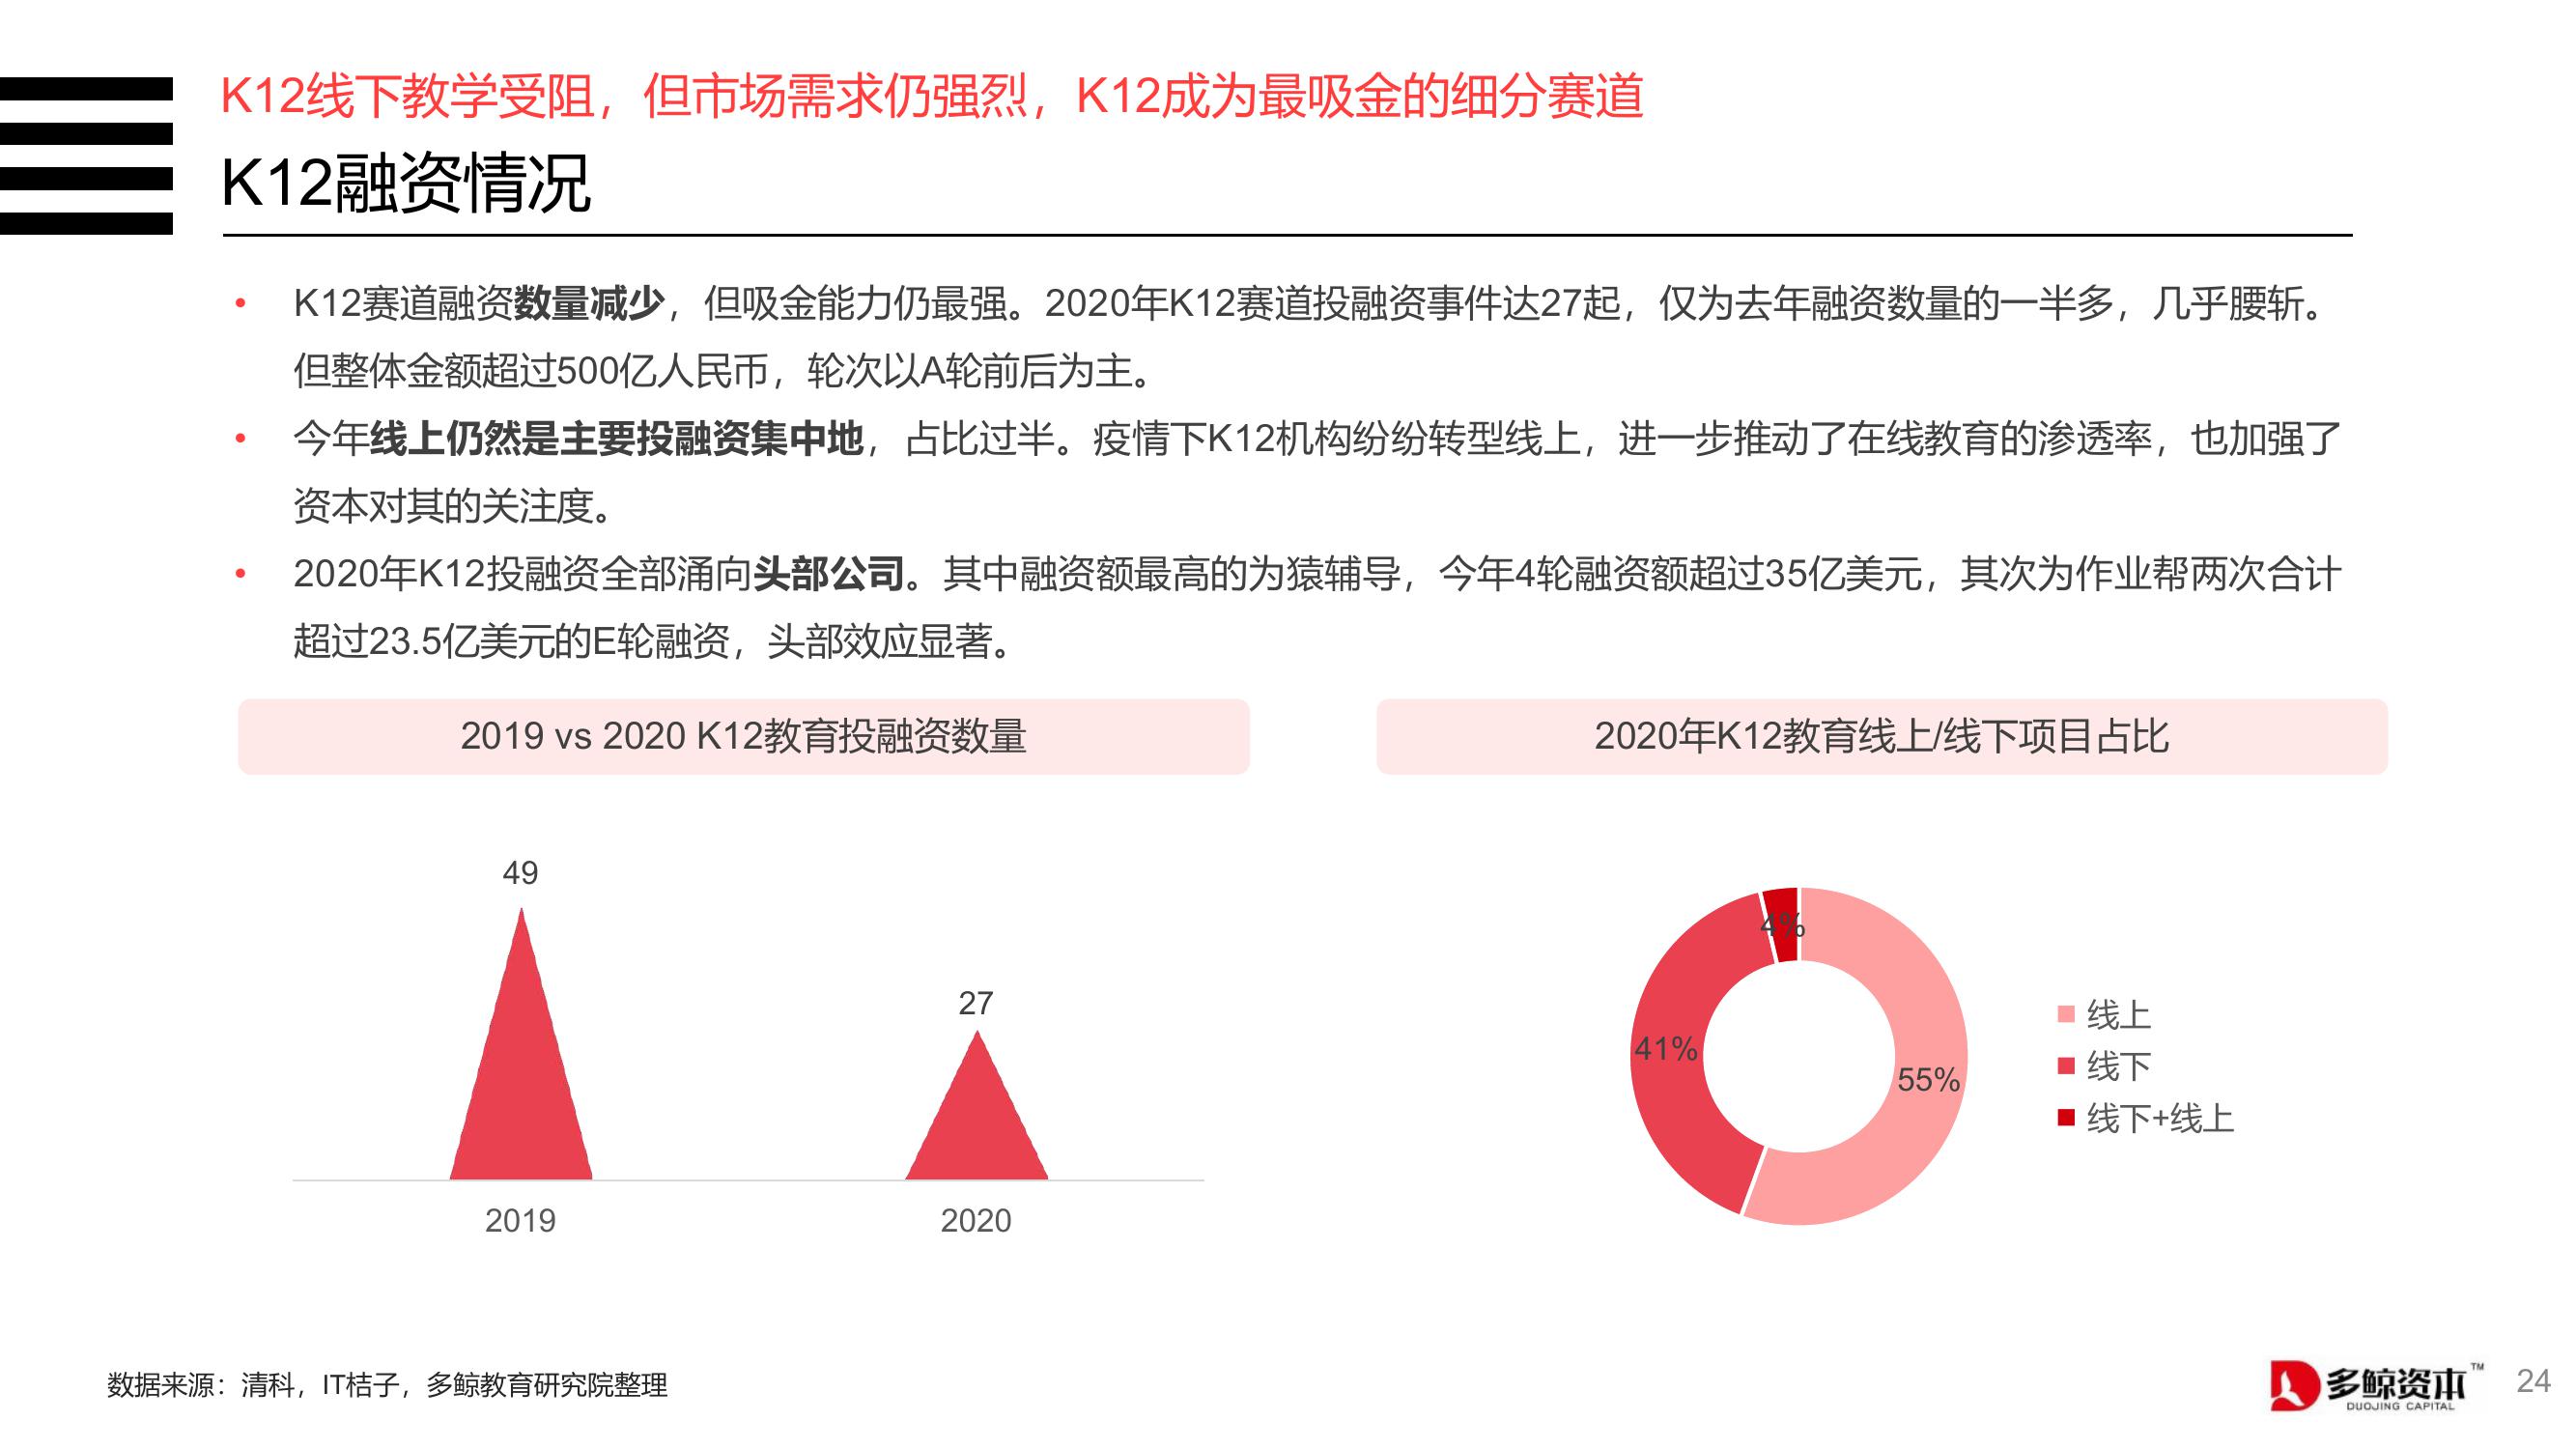 K12线下教学受阻，但市场需求仍强烈，K12成为最吸金的细分赛道
K12融资情况
• K12赛道融资数量减少，但吸金能力仍最强。2020年K12赛道投融资事件达27起，仅为去年融资数量的一半多，几乎腰斩。
但整体金额超过500亿人民币，轮次以A轮前后为主。
• 今年线上仍然是主要投融资集中地，占比过半。疫情下K12机构纷纷转型线上，进一步推动了在线教育的渗透率，也加强了
资本对其的关注度。
• 2020年K12投融资全部涌向头部公司。其中融资额最高的为猿辅导，今年4轮融资额超过35亿美元，其次为作业帮两次合计
超过23.5亿美元的E轮融资，头部效应显著。
2019 vs 2020 K12教育投融资数量
49
27
2019
2020
2020年K12教育线上/线下项目占比
4%
41%
55%
线上
线下
线下+线上
数据来源：清科，IT桔子，多鲸教育研究院整理
多鲸资本™
DUOJING CAPITAL
24